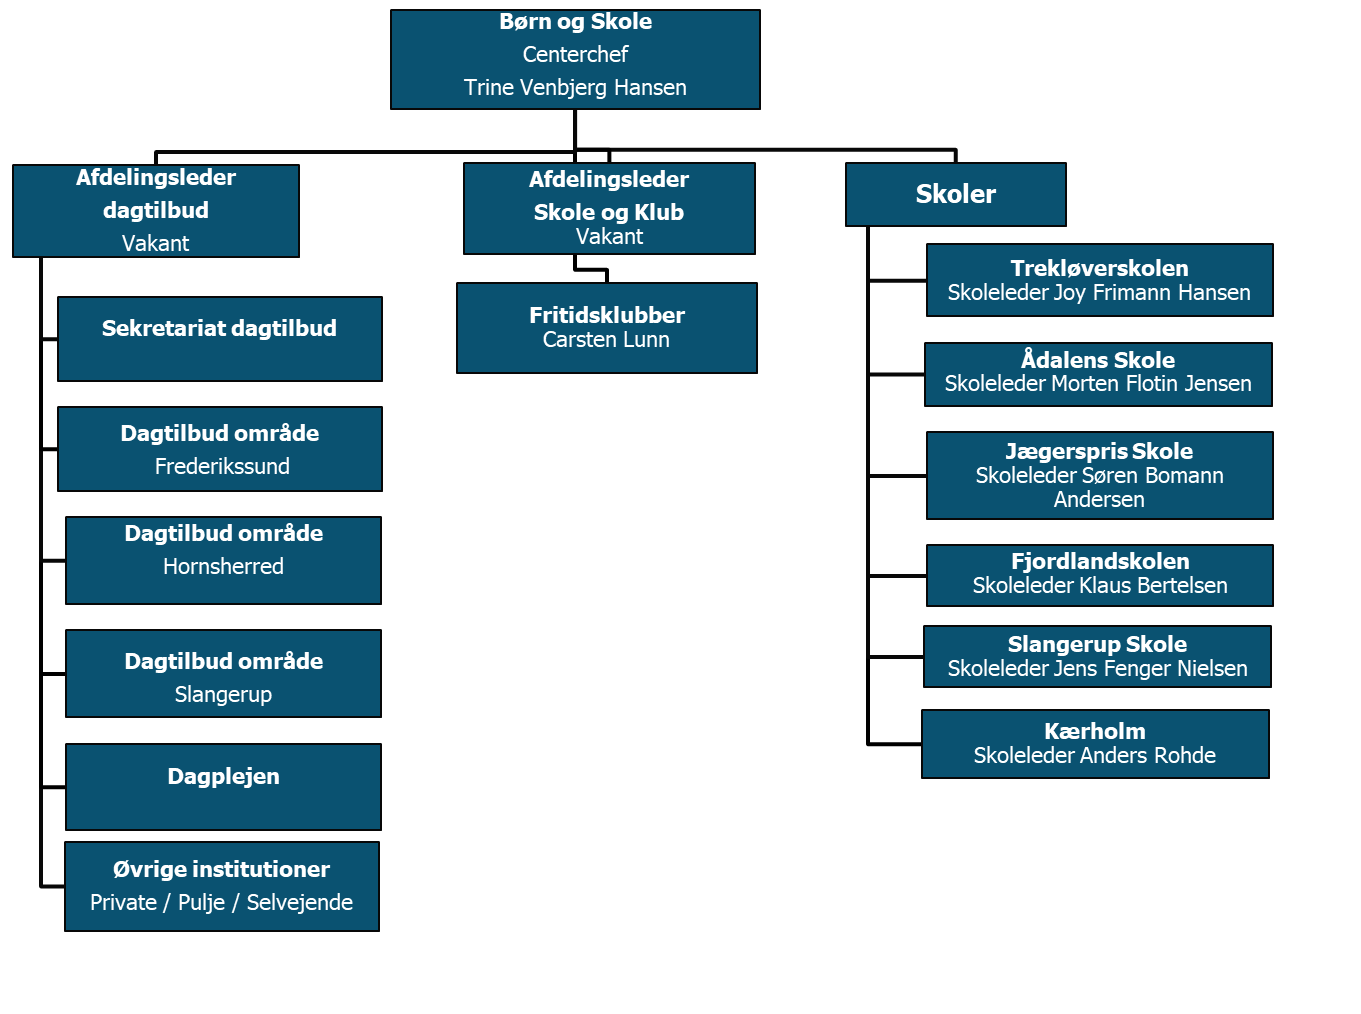 Børn og Skole
Centerchef
Trine Venbjerg Hansen
Afdelingsleder
dagtilbud
Vakant
Sekretariat dagtilbud
Dagtilbud område
Frederikssund
Dagtilbud område
Hornsherred
Dagtilbud område
Slangerup
Dagplejen
Øvrige institutioner
Private / Pulje / Selvejende
Afdelingsleder
Skole og Klub
Vakant
Fritidsklubber
Carsten Lunn
Skoler
Trekløverskolen
Skoleleder Joy Frimann Hansen
Ådalens Skole
Skoleleder Morten Flotin Jensen
Jægerspris Skole
Skoleleder Søren Bomann
Andersen
Fjordlandskolen
Skoleleder Klaus Bertelsen
Slangerup Skole
Skoleleder Jens Fenger Nielsen
Kærholm
Skoleleder Anders Rohde